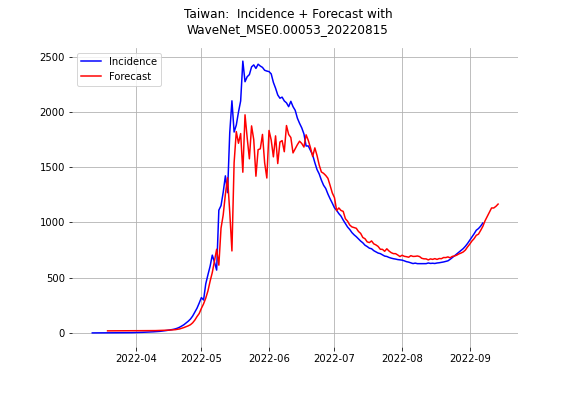 Taiwan:  Incidence + Forecast with
WaveNet_MSE0.00053_20220815
Incidence
Forecast
2500
2000
1500
1000
500
0
2022-04 2022-05 2022-06 2022-07 2022-08 2022-09